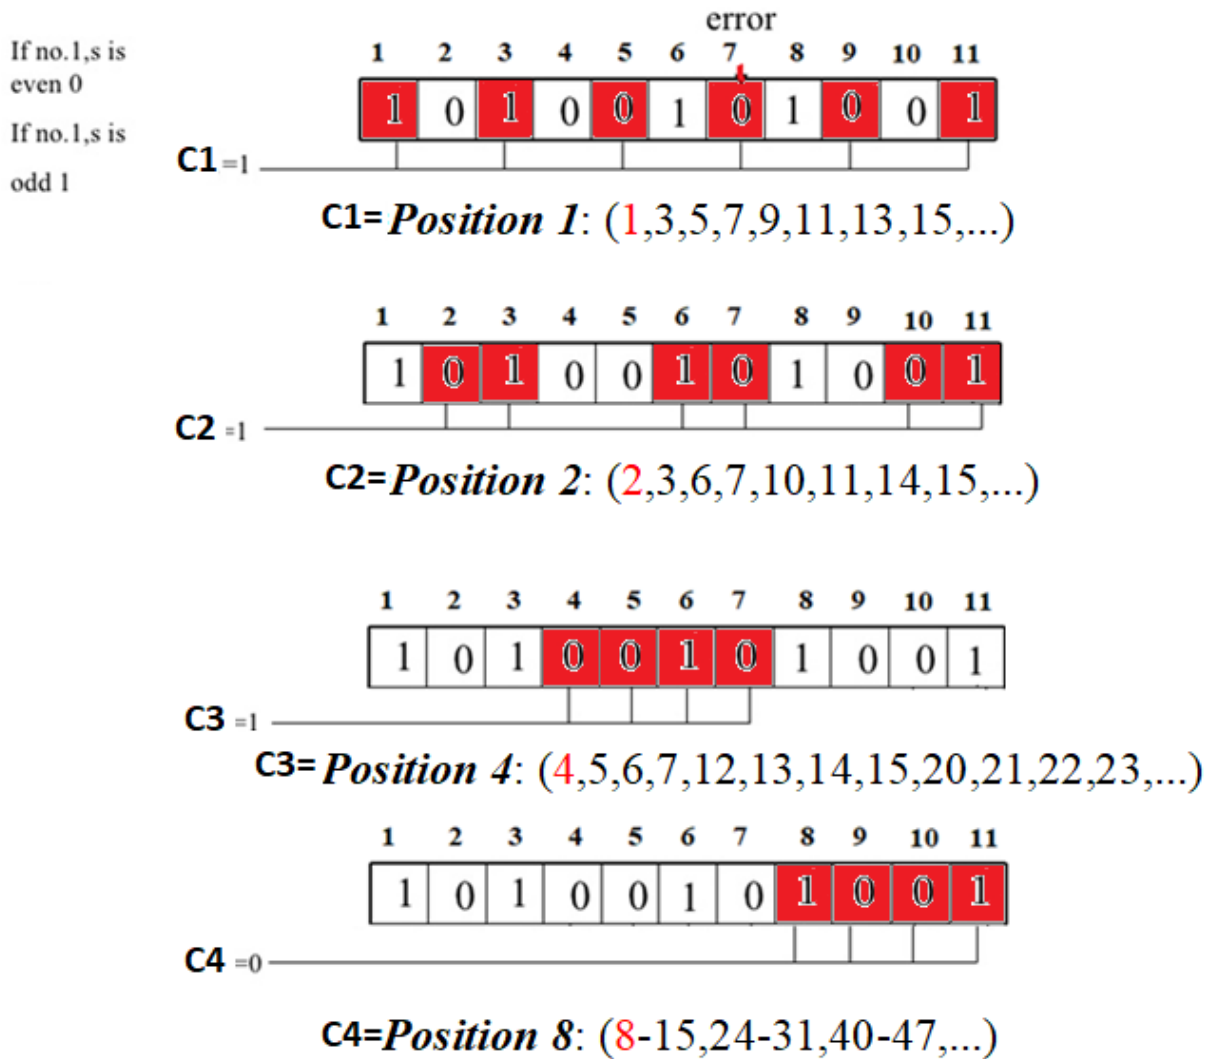 error
If no.1,s is
even 0
If no.1,s is
odd 1
1 2 3 4 5 6 7 8 9 10 11
1 0 1 0 0 1 0 1 0 0 1
C1 =1
C1= Position 1: (1,3,5,7,9,11,13,15,...)
1 2 3 4 5 6 7 8 9 10 11
1 0 1 0 0 1 0 1 0 0 1
C2 =1
C2= Position 2: (2,3,6,7,10,11,14,15,...)
1 2 3 4 5 6 7 8 9 10 11
1 0 1 0 0 1 0 1 0 0 1
C3 =1
C3= Position 4: (4,5,6,7,12,13,14,15,20,21,22,23,...)
1 2 3 4 5 6 7 8 9 10 11
1 0 1 0 0 1 0 1 0 0 1
C4 =0
C4=Position 8: (8-15,24-31,40-47,...)